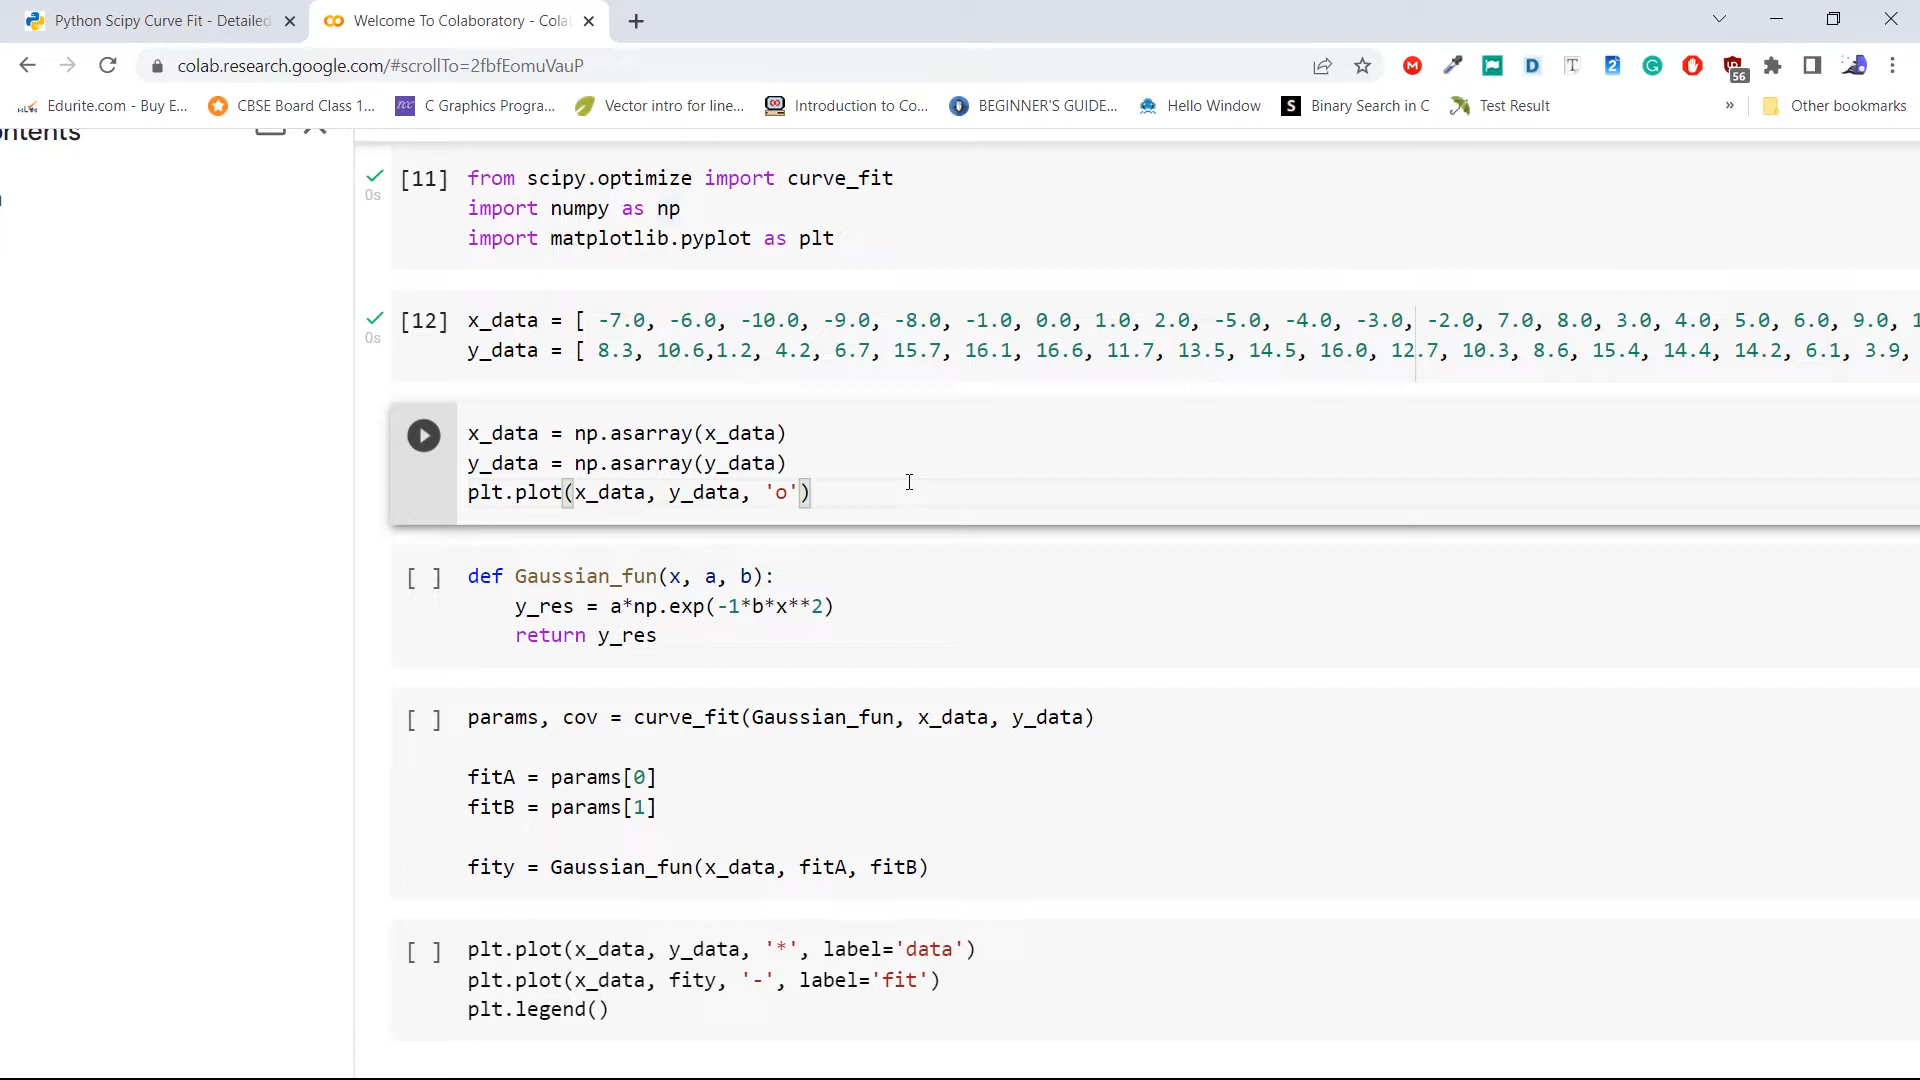 Python Scipy Curve Fit - Detailed
Welcome To Colaboratory - Cola
colab.research.google.com/#scrollTo=2fbfEomuVauP
56
Edurite.com - Buy E...
CBSE Board Class 1...
C Graphics Progra...
Vector intro for line...
Introduction to Co...
BEGINNER'S GUIDE...
Hello Window
Binary Search in C
Test Result
»
Other bookmarks
ontents
[11] from scipy.optimize import curve_fit
0s
import numpy as np
import matplotlib.pyplot as plt
[12] x_data = [ -7.0, -6.0, -10.0, -9.0, -8.0, -1.0, 0.0, 1.0, 2.0, -5.0, -4.0, -3.0, -2.0, 7.0, 8.0, 3.0, 4.0, 5.0, 6.0, 9.0, 1
0s
y_data = [ 8.3, 10.6,1.2, 4.2, 6.7, 15.7, 16.1, 16.6, 11.7, 13.5, 14.5, 16.0, 12.7, 10.3, 8.6, 15.4, 14.4, 14.2, 6.1, 3.9,
x_data = np.asarray(x_data)
y_data = np.asarray(y_data)
plt.plot(x_data, y_data, 'o')
[ ] def Gaussian_fun(x, a, b):
y_res = a*np.exp(-1*b*x**2)
return y_res
[ ] params, cov = curve_fit(Gaussian_fun, x_data, y_data)
fitA = params[0]
fitB = params[1]
fity = Gaussian_fun(x_data, fitA, fitB)
[ ] plt.plot(x_data, y_data, '*', label='data')
plt.plot(x_data, fity, '-', label='fit')
plt.legend()